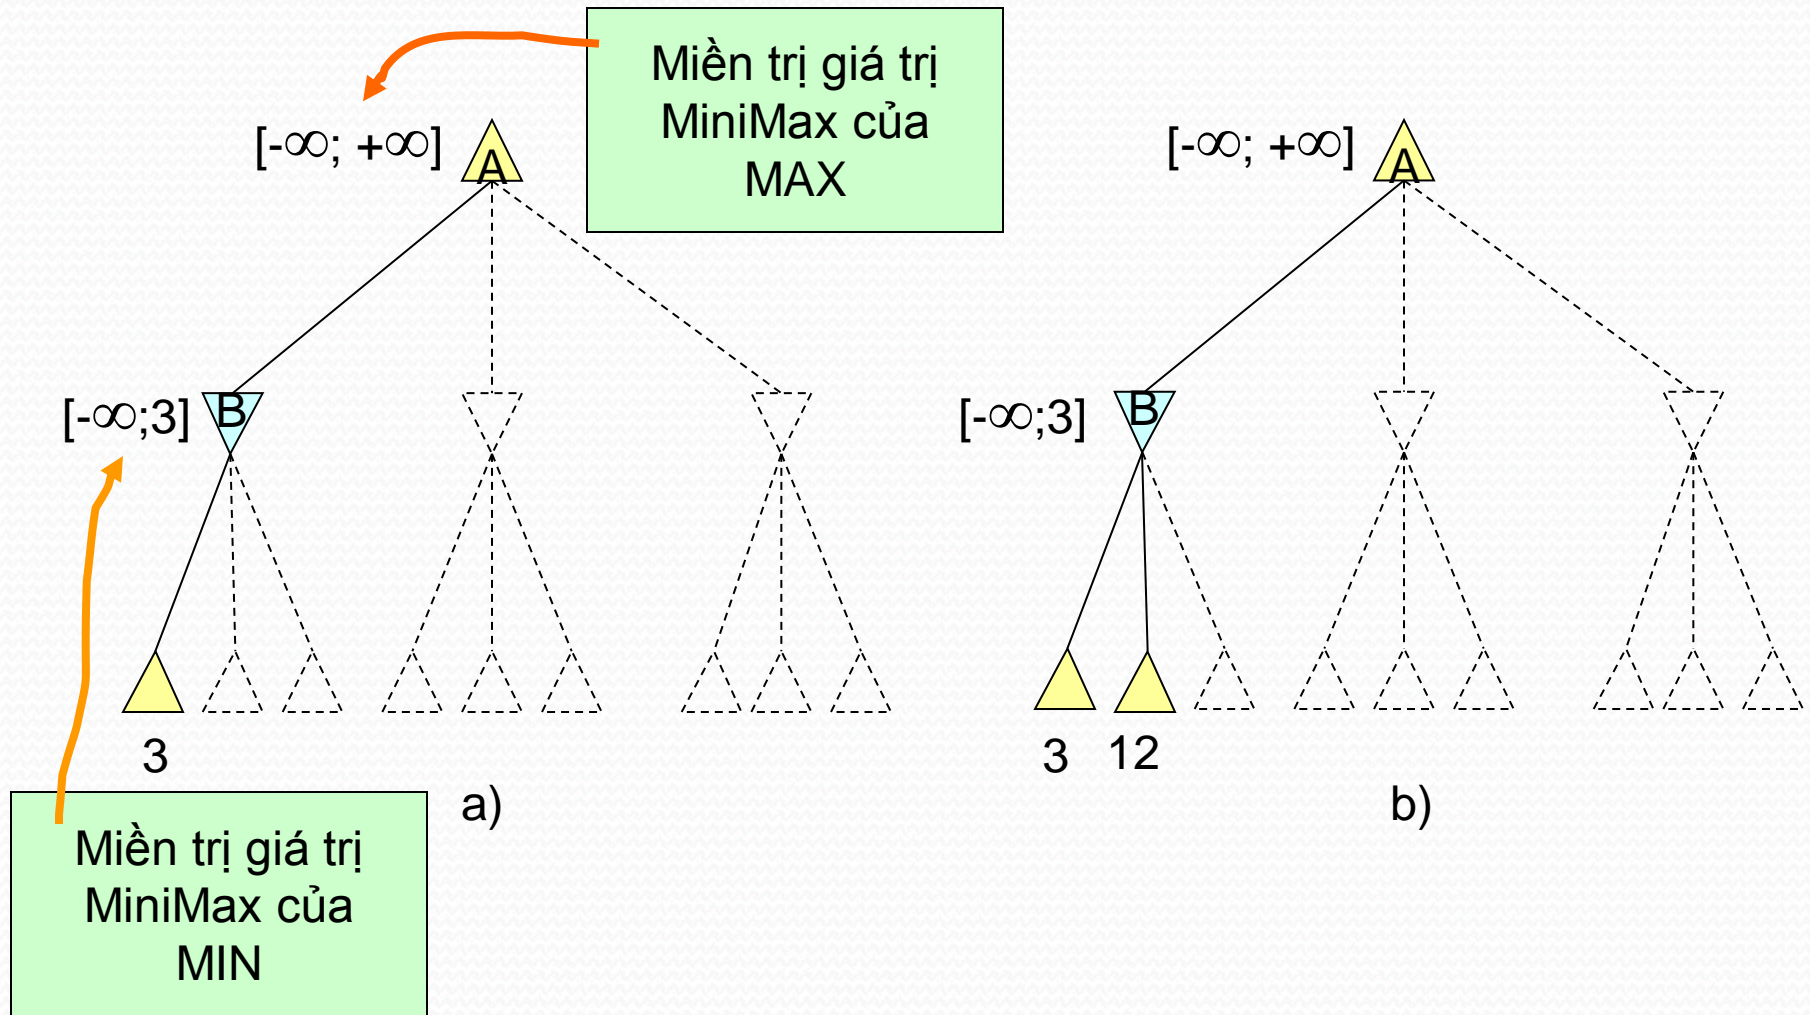 Miền trị giá trị
MiniMax của
MAX
[-∞; +∞]
A
[-∞;3]
B
3
a)
Miền trị giá trị
MiniMax của
MIN
[-∞; +∞]
A
[-∞;3]
B
3 12
b)